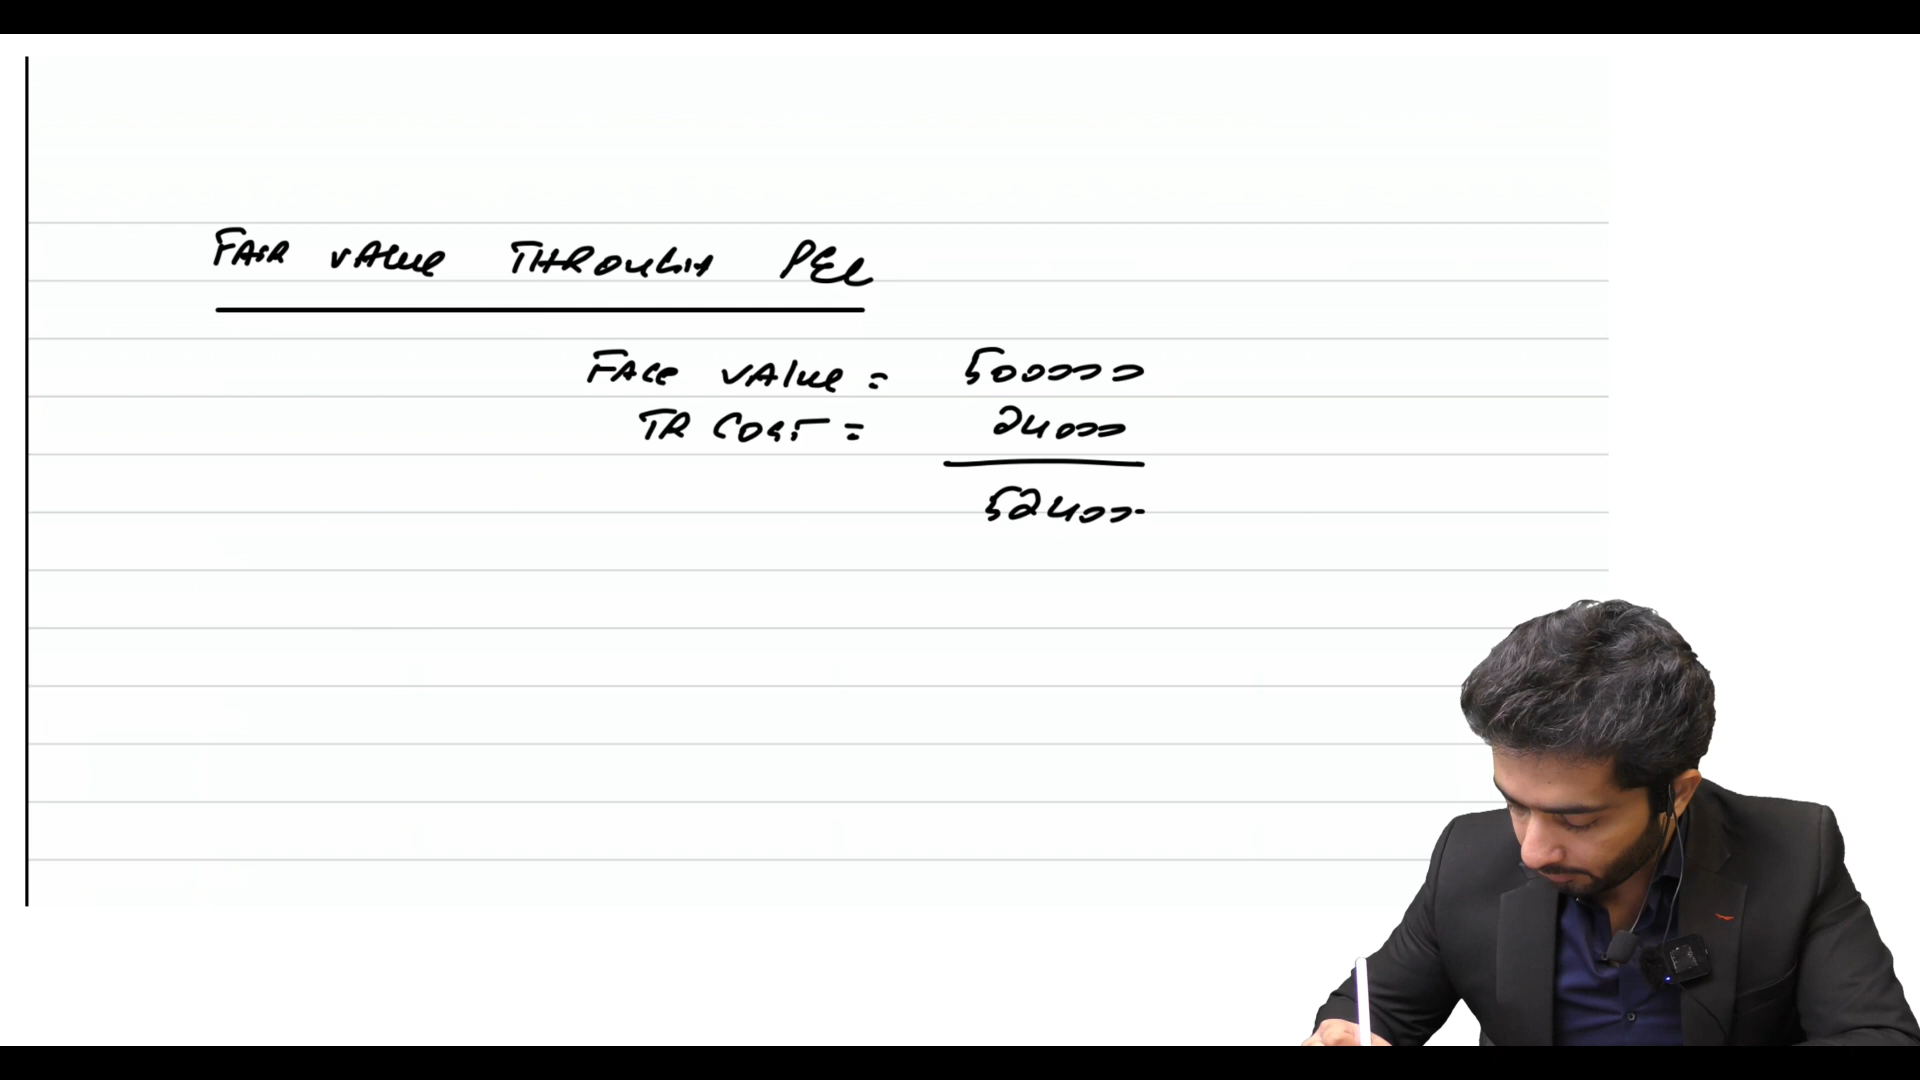 FAIR VALUE THROUGH P&L
FACE VALUE = 500000
TR COST = 24000
524000